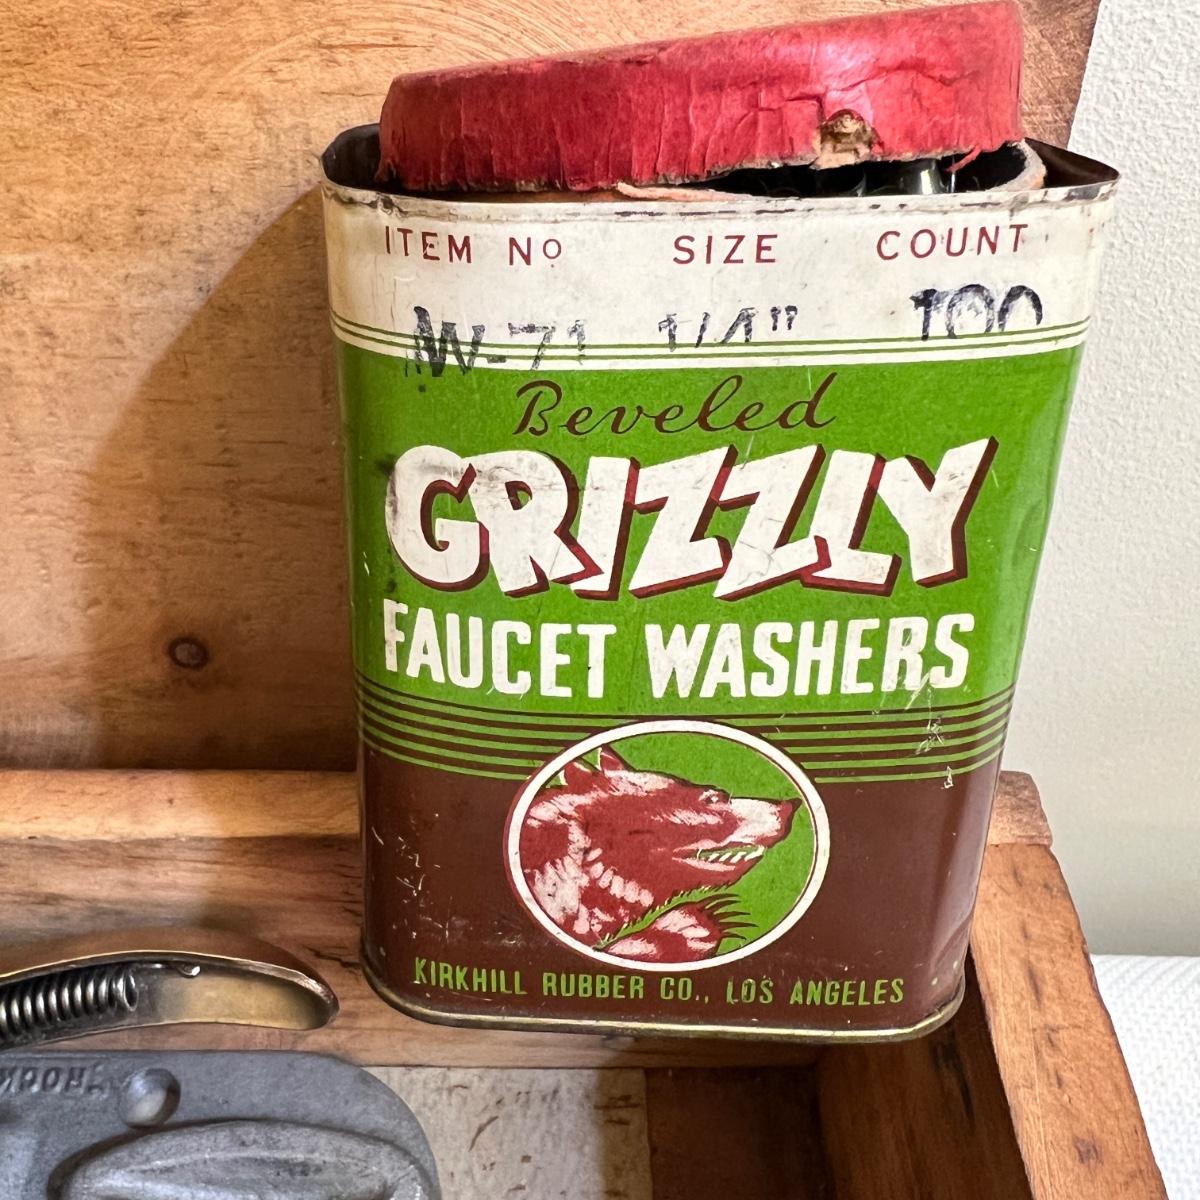 ITEM No SIZE COUNT
W-71 1/4" 100
Beveled
GRIZZLY
FAUCET WASHERS
KIRKHILL RUBBER CO., LOS ANGELES